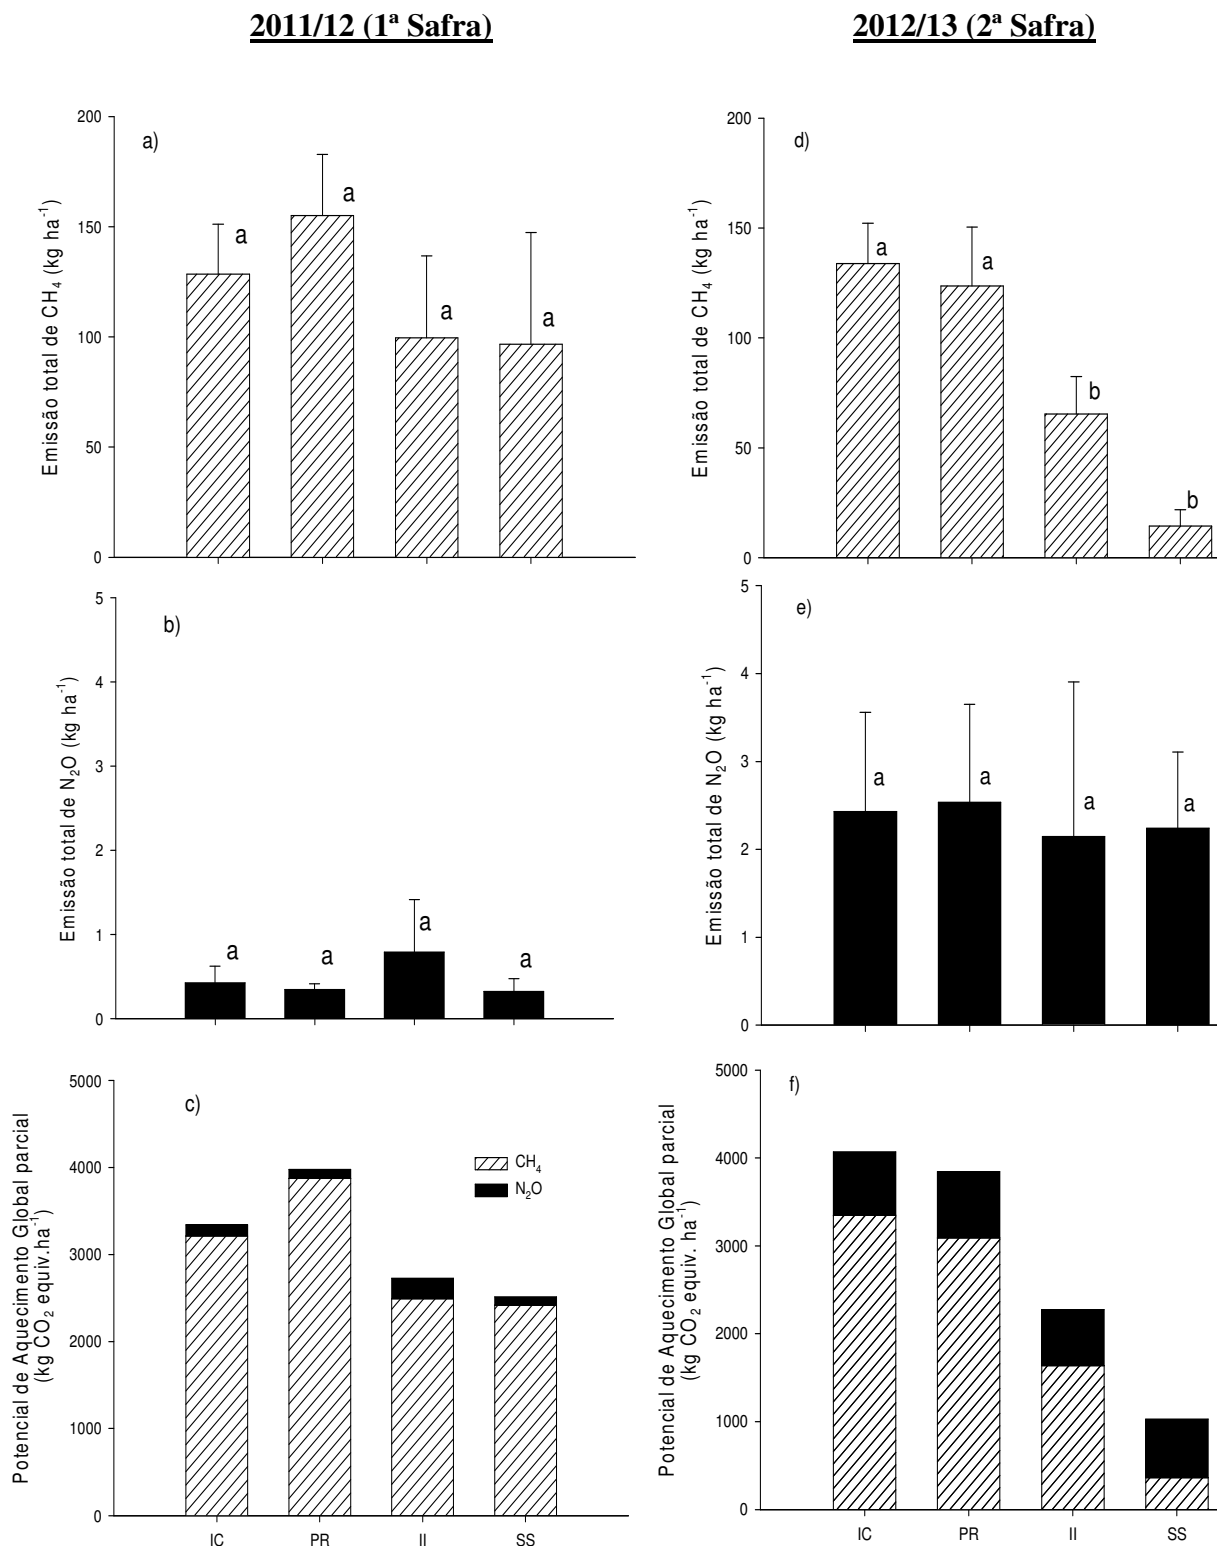 2011/12 (1ª Safra)
2012/13 (2ª Safra)
a)
Emissão total de CH₄ (kg ha⁻¹)
200
150
100
50
0
a
a
a
a
d)
Emissão total de CH₄ (kg ha⁻¹)
200
150
100
50
0
a
a
b
b
b)
Emissão total de N₂O (kg ha⁻¹)
5
4
3
2
1
0
a
a
a
a
e)
Emissão total de N₂O (kg ha⁻¹)
5
4
3
2
1
0
a
a
a
a
c)
Potencial de Aquecimento Global parcial
(kg CO₂ equiv.ha⁻¹)
5000
4000
3000
2000
1000
0
CH₄
N₂O
IC PR II SS
f)
Potencial de Aquecimento Global parcial
(kg CO₂ equiv. ha⁻¹)
5000
4000
3000
2000
1000
0
IC PR II SS